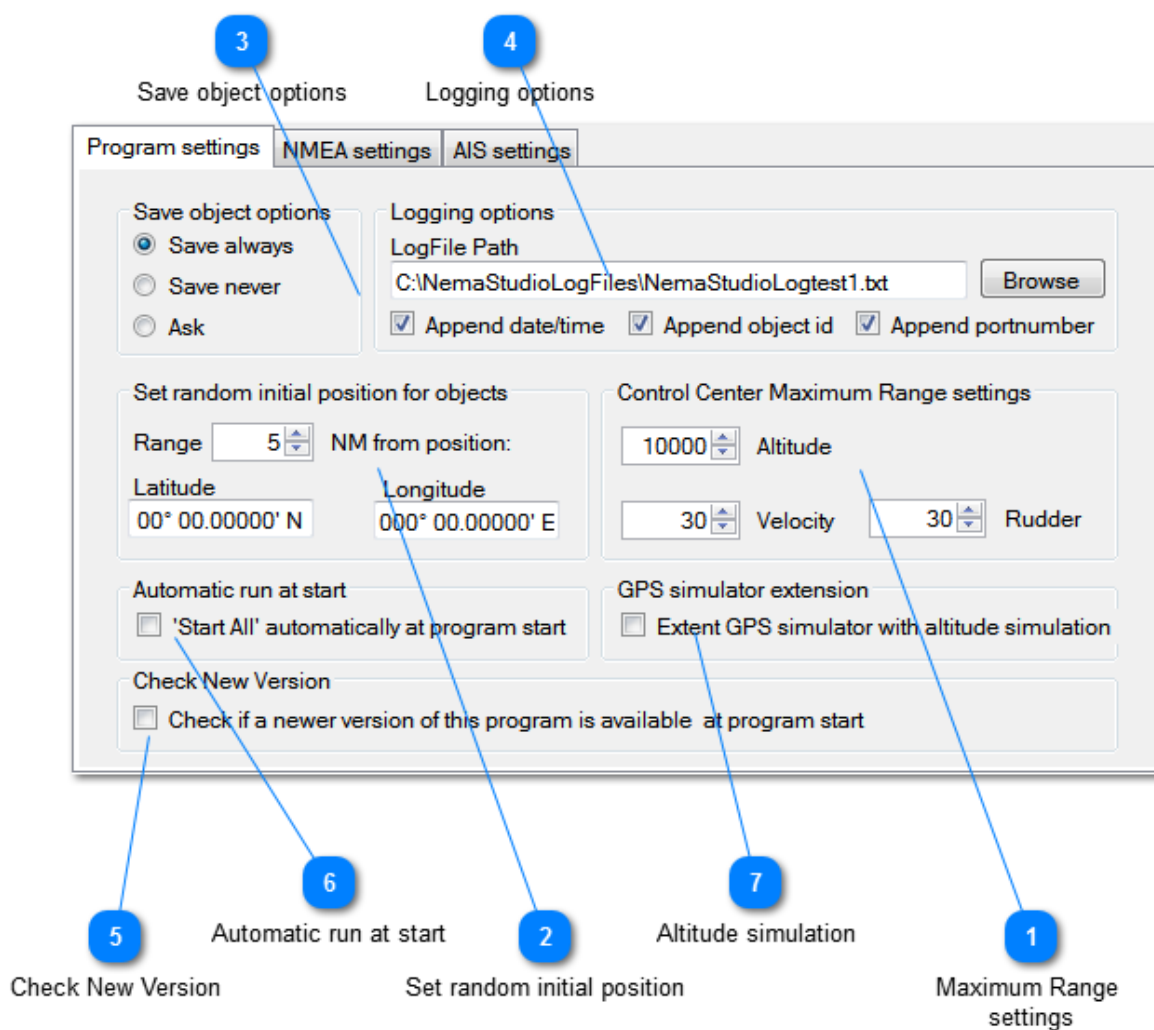 3
4
Save object options
Logging options
Program settings
NMEA settings
AIS settings
Save object options
Save always
Save never
Ask
Logging options
LogFile Path
C:\NemaStudioLogFiles\NemaStudioLogtest1.txt
Browse
Append date/time
Append object id
Append portnumber
Set random initial position for objects
Range
5
NM from position:
Latitude
Longitude
00° 00.00000' N
000° 00.00000' E
Control Center Maximum Range settings
10000
Altitude
30
Velocity
30
Rudder
Automatic run at start
'Start All' automatically at program start
GPS simulator extension
Extent GPS simulator with altitude simulation
Check New Version
Check if a newer version of this program is available at program start
6
7
Automatic run at start
Altitude simulation
5
2
1
Check New Version
Set random initial position
Maximum Range
settings